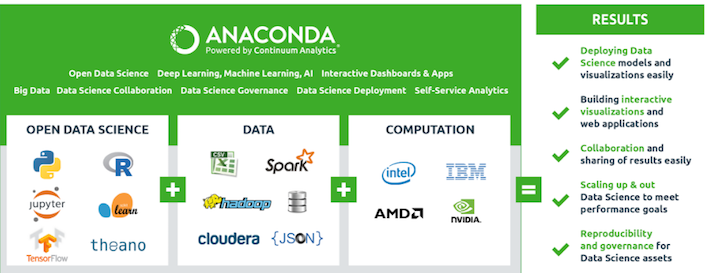 ANACONDA
Powered by Continuum Analytics®
Open Data Science Deep Learning, Machine Learning, AI Interactive Dashboards & Apps
Big Data Data Science Collaboration Data Science Governance Data Science Deployment Self-Service Analytics
OPEN DATA SCIENCE
R
jupyter
learn
TensorFlow
theano
+
DATA
CSV
Spark
hadoop
cloudera
{JSON}
+
COMPUTATION
intel
IBM
AMD
NVIDIA.
=
RESULTS
Deploying Data
Science models and
visualizations easily
Building interactive
visualizations and
web applications
Collaboration and
sharing of results easily
Scaling up & out
Data Science to meet
performance goals
Reproducibility
and governance for
Data Science assets